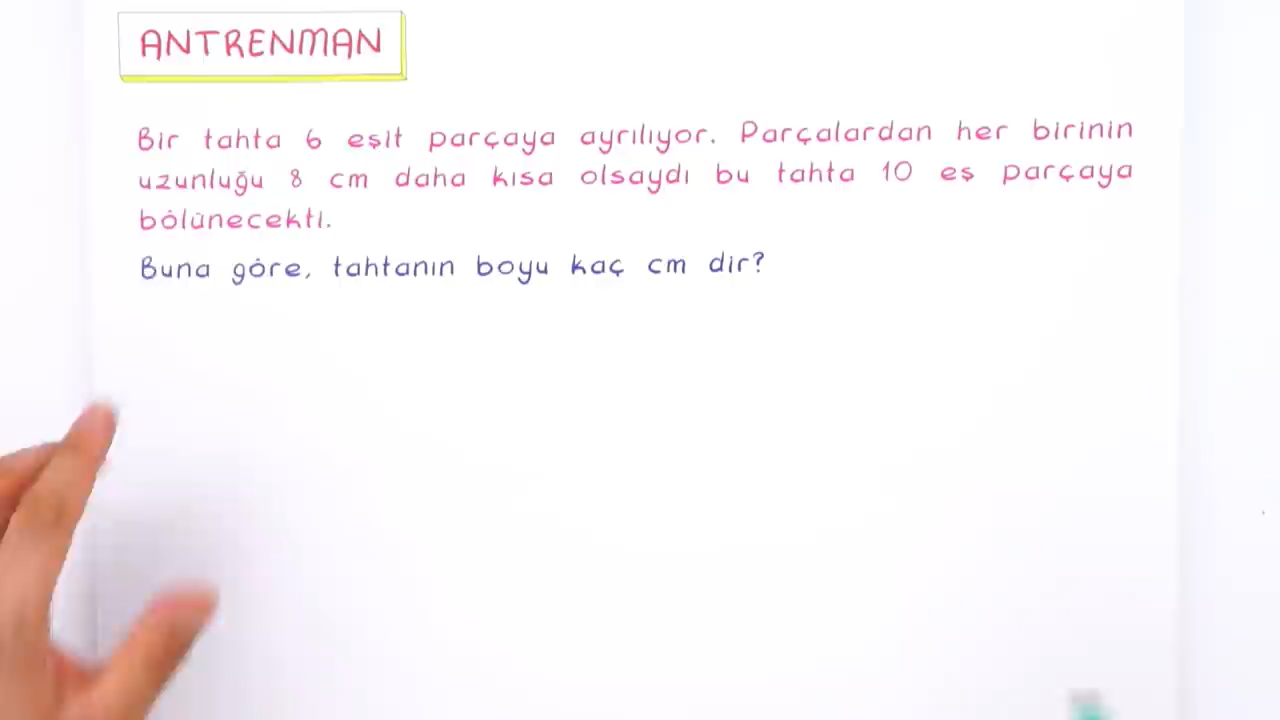 ANTRENMAN
Bir tahta 6 eşit parçaya ayrılıyor. Parçalardan her birinin
uzunluğu 8 cm daha kısa olsaydı bu tahta 10 eş parçaya
bölünecekti.
Buna göre, tahtanın boyu kaç cm dir?